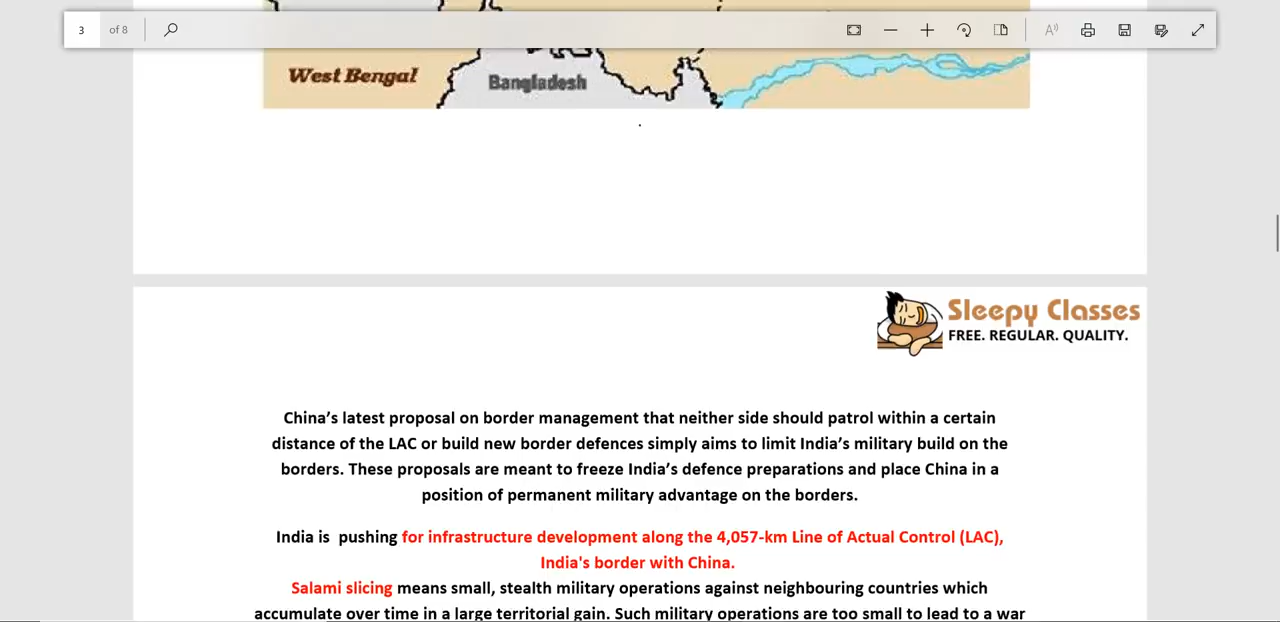 3 of 8
West Bengal
Bangladesh
Sleepy Classes
FREE. REGULAR. QUALITY.
China’s latest proposal on border management that neither side should patrol within a certain
distance of the LAC or build new border defences simply aims to limit India’s military build on the
borders. These proposals are meant to freeze India’s defence preparations and place China in a
position of permanent military advantage on the borders.
India is  pushing for infrastructure development along the 4,057-km Line of Actual Control (LAC),
India's border with China.
Salami slicing means small, stealth military operations against neighbouring countries which
accumulate over time in a large territorial gain. Such military operations are too small to lead to a war